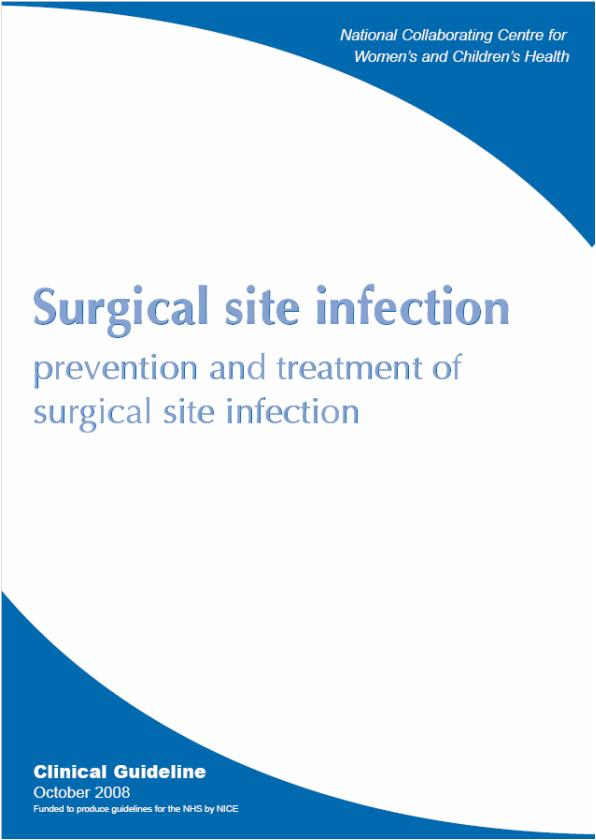 National Collaborating Centre for
Women's and Children's Health
Surgical site infection
prevention and treatment of
surgical site infection
Clinical Guideline
October 2008
Funded to produce guidelines for the NHS by NICE